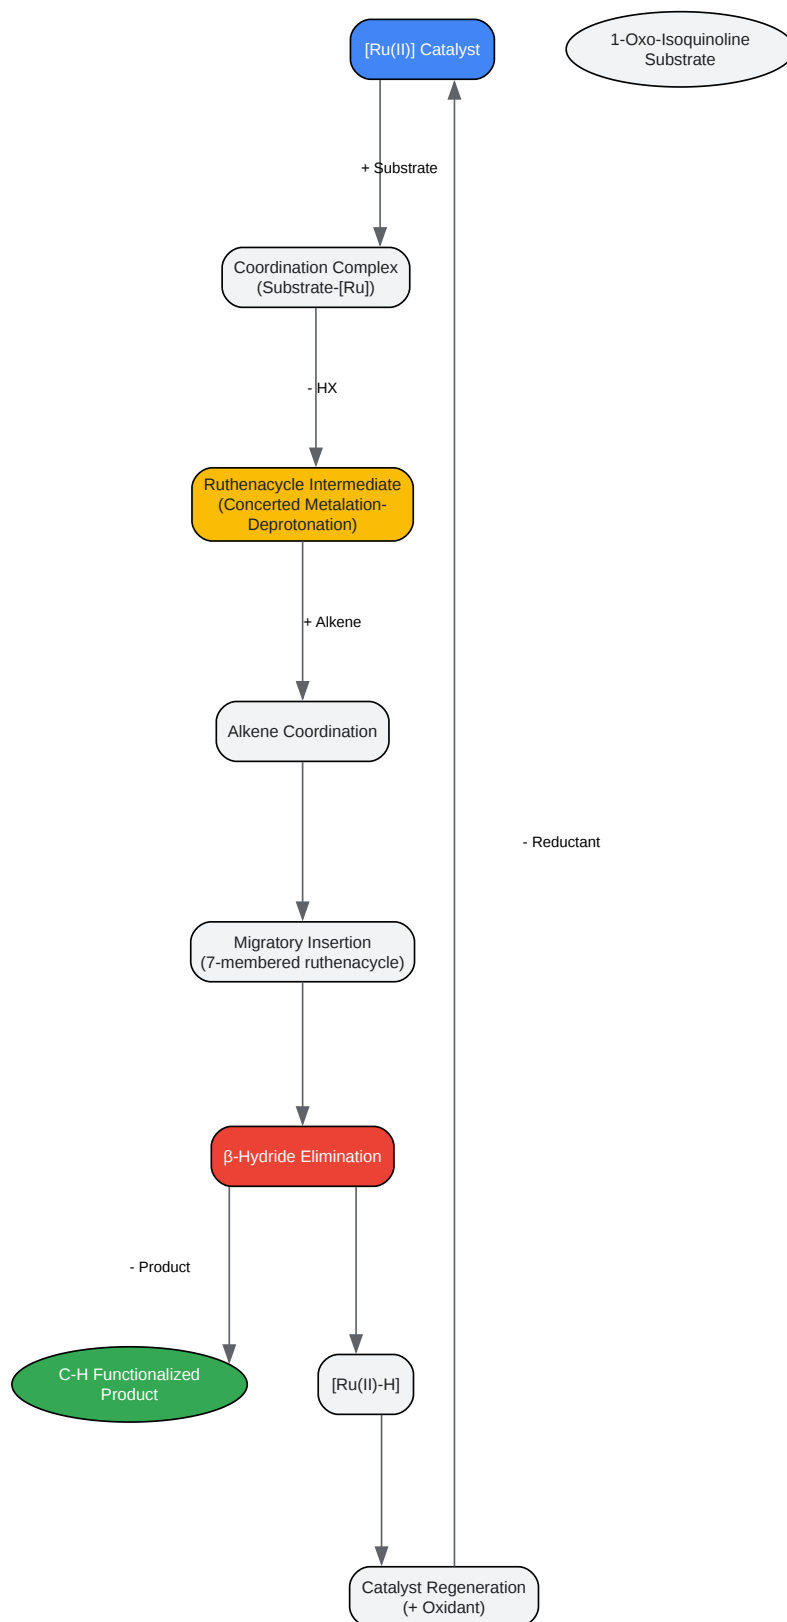 [Ru(II)] Catalyst
1-Oxo-Isoquinoline
Substrate
+ Substrate
Coordination Complex
(Substrate-[Ru])
- HX
Ruthenacycle Intermediate
(Concerted Metalation-
Deprotonation)
+ Alkene
Alkene Coordination
- Reductant
Migratory Insertion
(7-membered ruthenacycle)
β-Hydride Elimination
- Product
C-H Functionalized
Product
[Ru(II)-H]
Catalyst Regeneration
(+ Oxidant)